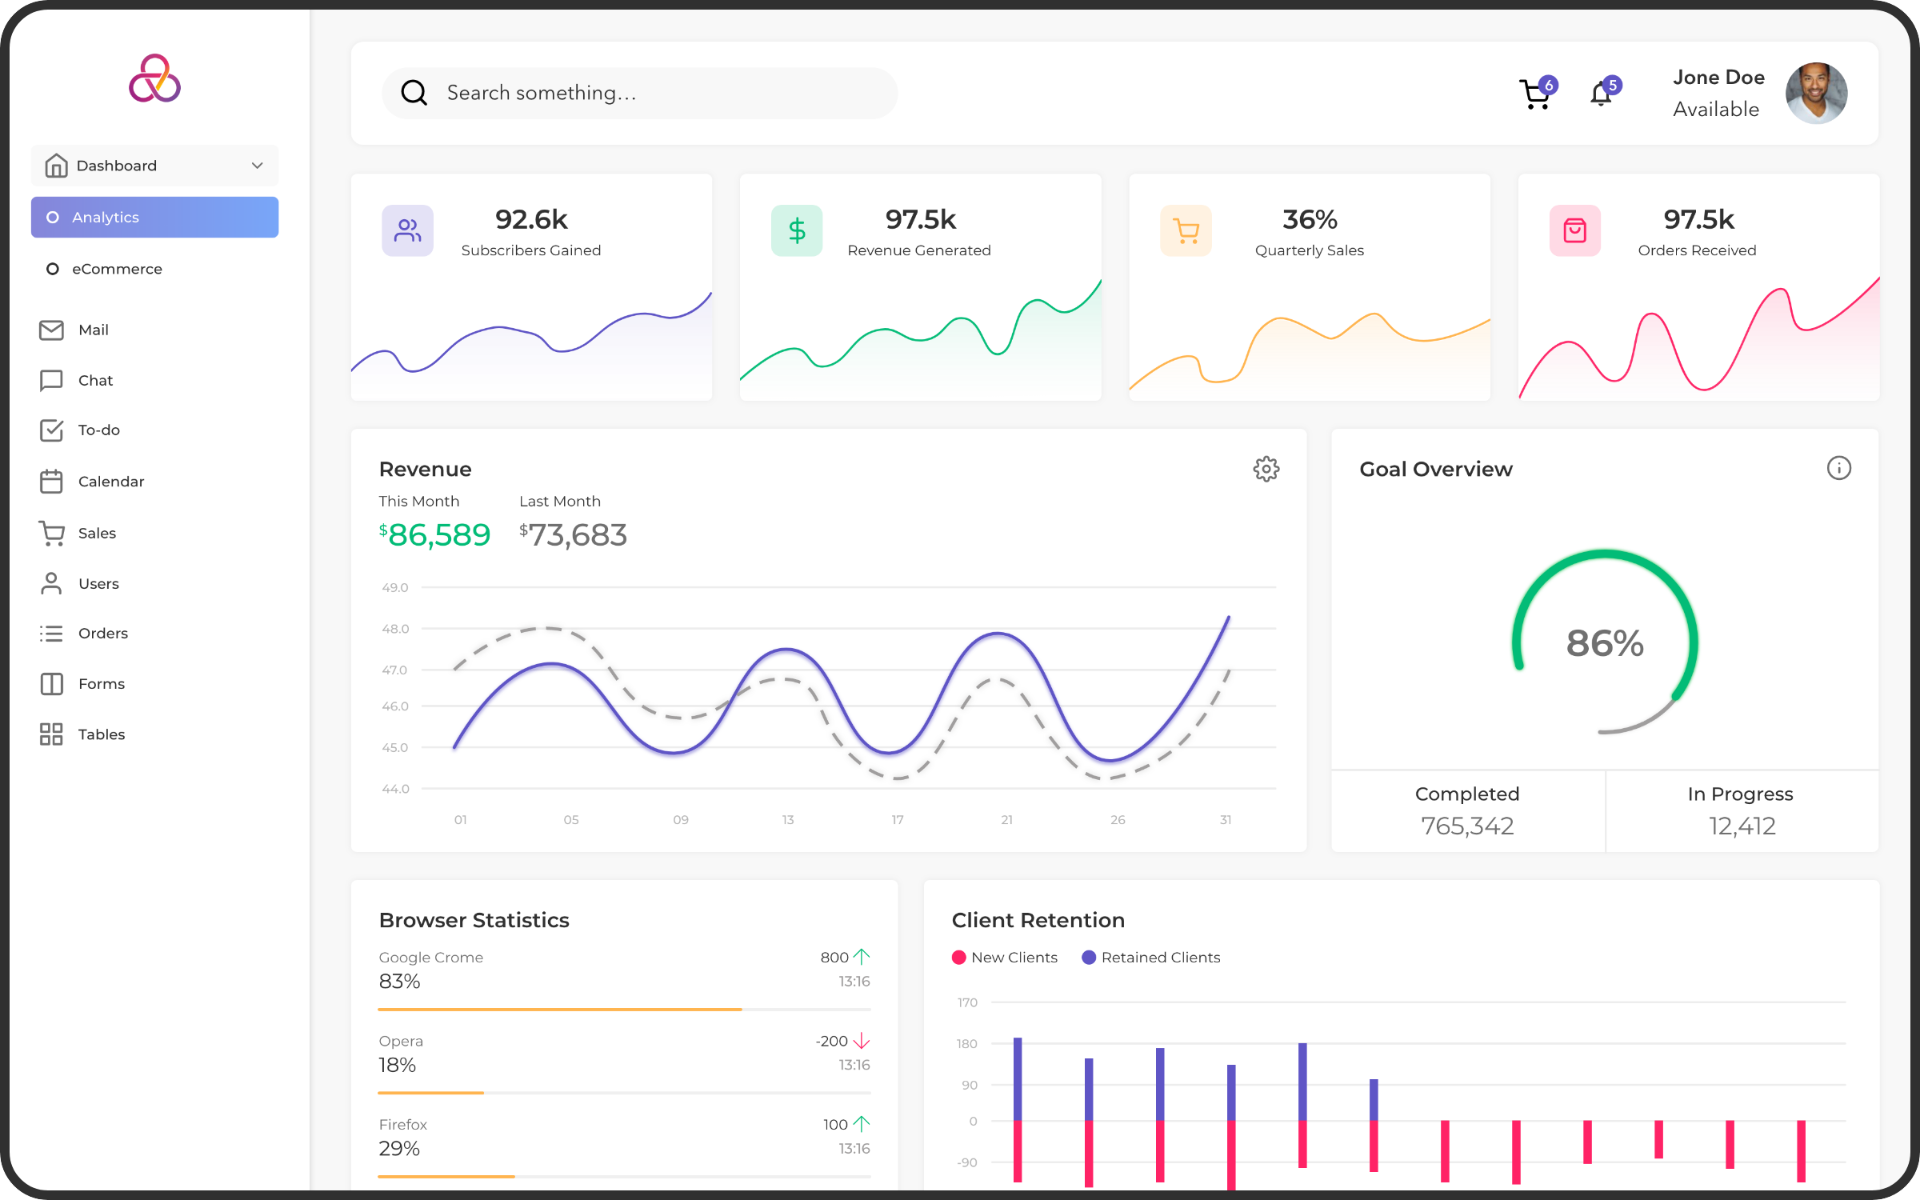 Search something...
6
5
Jone Doe
Available
Dashboard
Analytics
eCommerce
Mail
Chat
To-do
Calendar
Sales
Users
Orders
Forms
Tables
92.6k
Subscribers Gained
97.5k
Revenue Generated
36%
Quarterly Sales
97.5k
Orders Received
Revenue
This Month
Last Month
$86,589
$73,683
49.0
48.0
47.0
46.0
45.0
44.0
01 05 09 13 17 21 26 31
Goal Overview
86%
Completed
765,342
In Progress
12,412
Browser Statistics
Google Crome
800
83%
13:16
Opera
-200
18%
13:16
Firefox
100
29%
13:16
Client Retention
New Clients
Retained Clients
170
180
90
0
-90